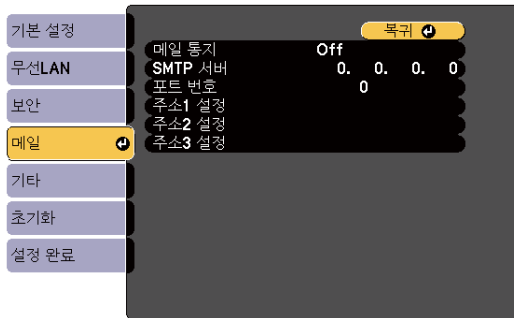 기본 설정
무선LAN
보안
메일
기타
초기화
설정 완료
복귀
메일 통지 Off
SMTP 서버 0. 0. 0. 0
포트 번호 0
주소1 설정
주소2 설정
주소3 설정